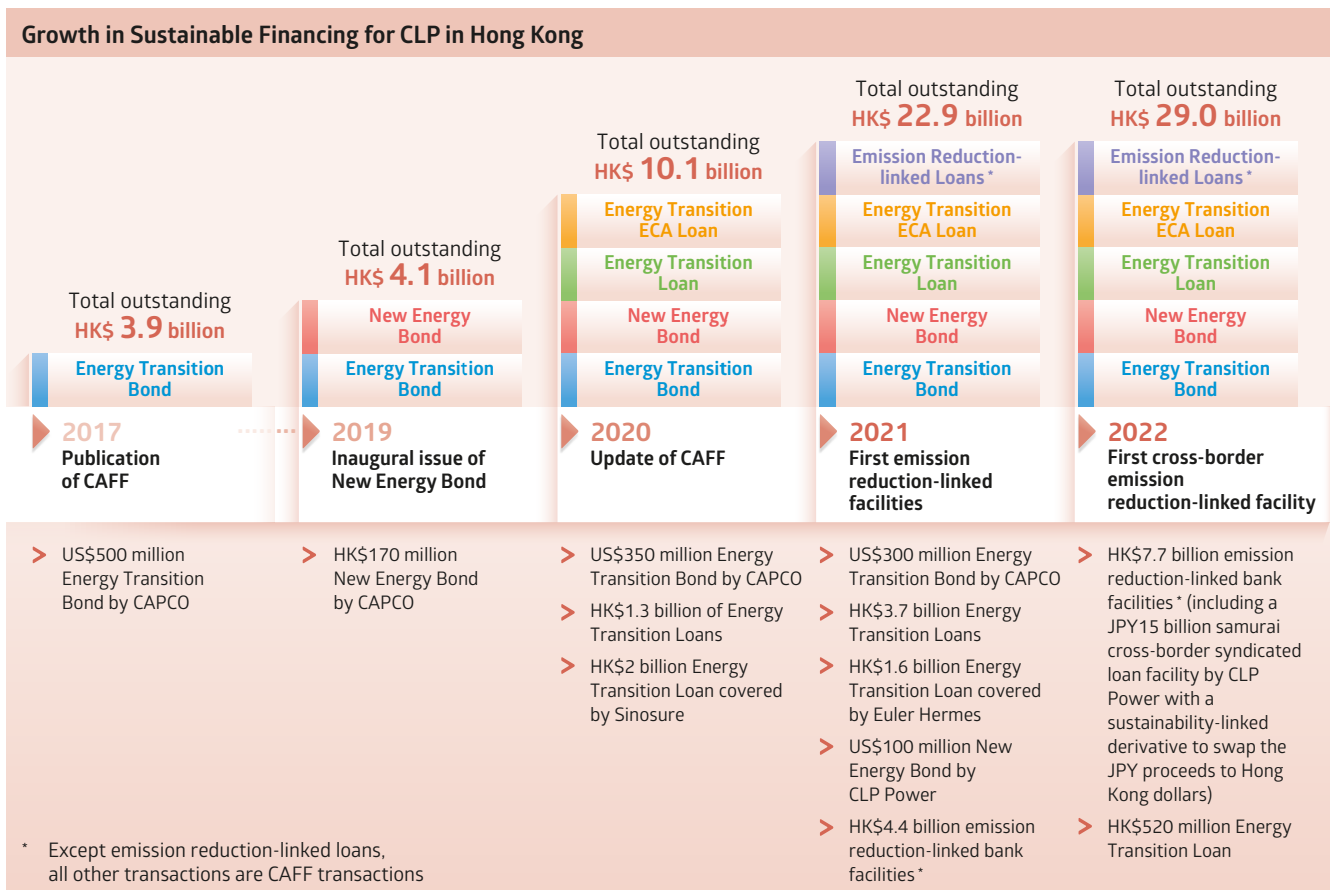 Growth in Sustainable Financing for CLP in Hong Kong
Total outstanding
HK$ 3.9 billion
Energy Transition
Bond
2017
Publication
of CAFF
> US$500 million
Energy Transition
Bond by CAPCO
Total outstanding
HK$ 4.1 billion
New Energy
Bond
Energy Transition
Bond
2019
Inaugural issue of
New Energy Bond
> HK$170 million
New Energy Bond
by CAPCO
Total outstanding
HK$ 10.1 billion
Energy Transition
ECA Loan
Energy Transition
Loan
New Energy
Bond
Energy Transition
Bond
2020
Update of CAFF
> US$350 million Energy
Transition Bond by CAPCO
> HK$1.3 billion of Energy
Transition Loans
> HK$2 billion Energy
Transition Loan covered
by Sinosure
Total outstanding
HK$ 22.9 billion
Emission Reduction-
linked Loans *
Energy Transition
ECA Loan
Energy Transition
Loan
New Energy
Bond
Energy Transition
Bond
2021
First emission
reduction-linked
facilities
> US$300 million Energy
Transition Bond by CAPCO
> HK$3.7 billion Energy
Transition Loans
> HK$1.6 billion Energy
Transition Loan covered
by Euler Hermes
> US$100 million New
Energy Bond by
CLP Power
> HK$4.4 billion emission
reduction-linked bank
facilities *
Total outstanding
HK$ 29.0 billion
Emission Reduction-
linked Loans *
Energy Transition
ECA Loan
Energy Transition
Loan
New Energy
Bond
Energy Transition
Bond
2022
First cross-border
emission
reduction-linked facility
> HK$7.7 billion emission
reduction-linked bank
facilities * (including a
JPY15 billion samurai
cross-border syndicated
loan facility by CLP
Power with a
sustainability-linked
derivative to swap the
JPY proceeds to Hong
Kong dollars)
> HK$520 million Energy
Transition Loan
* Except emission reduction-linked loans,
all other transactions are CAFF transactions